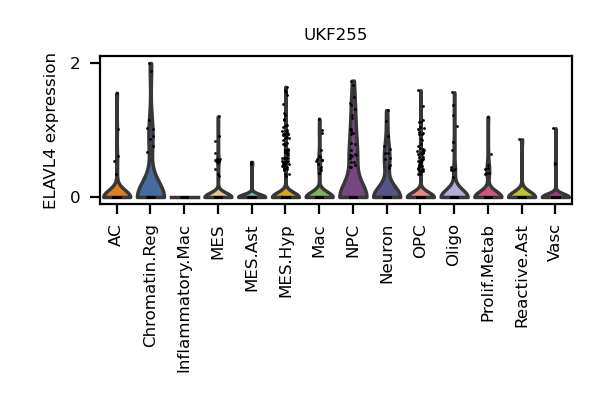 UKF255
ELAVL4 expression
2
0
AC
Chromatin.Reg
Inflammatory.Mac
MES
MES.Ast
MES.Hyp
Mac
NPC
Neuron
OPC
Oligo
Prolif.Metab
Reactive.Ast
Vasc